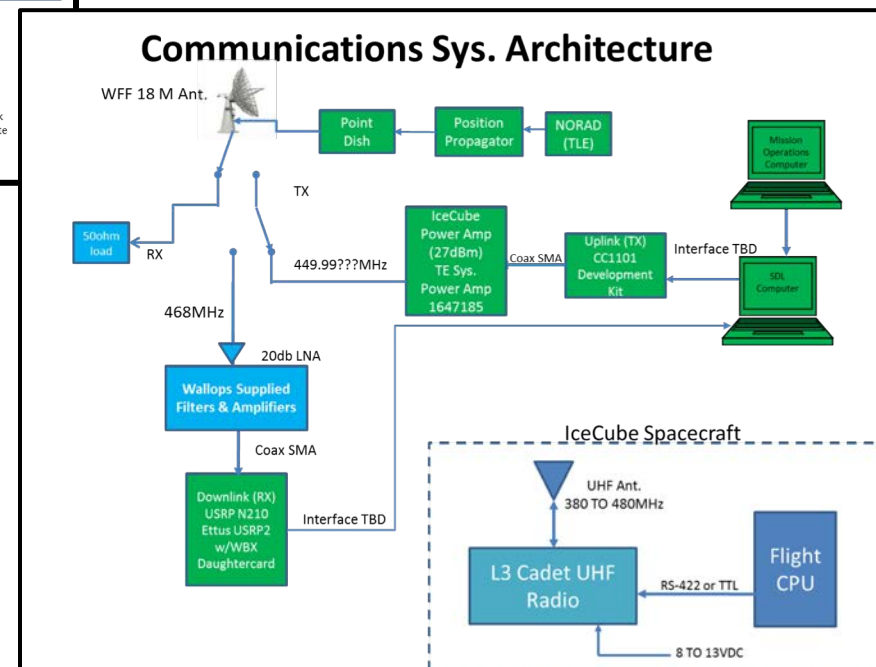 Communications Sys. Architecture
WFF 18 M Ant.
Point
Dish
Position
Propagator
NORAD
(TLE)
Mission
Operations
Computer
TX
50ohm
load
RX
449.99???MHz
IceCube
Power Amp
(27dBm)
TE Sys.
Power Amp
1647185
Coax SMA
Uplink (TX)
CC1101
Development
Kit
Interface TBD
SDL
Computer
468MHz
20db LNA
Wallops Supplied
Filters & Amplifiers
Coax SMA
Downlink (RX)
USRP N210
Ettus USRP2
w/WBX
Daughtercard
Interface TBD
IceCube Spacecraft
UHF Ant.
380 TO 480MHz
L3 Cadet UHF
Radio
RS-422 or TTL
Flight
CPU
8 TO 13VDC